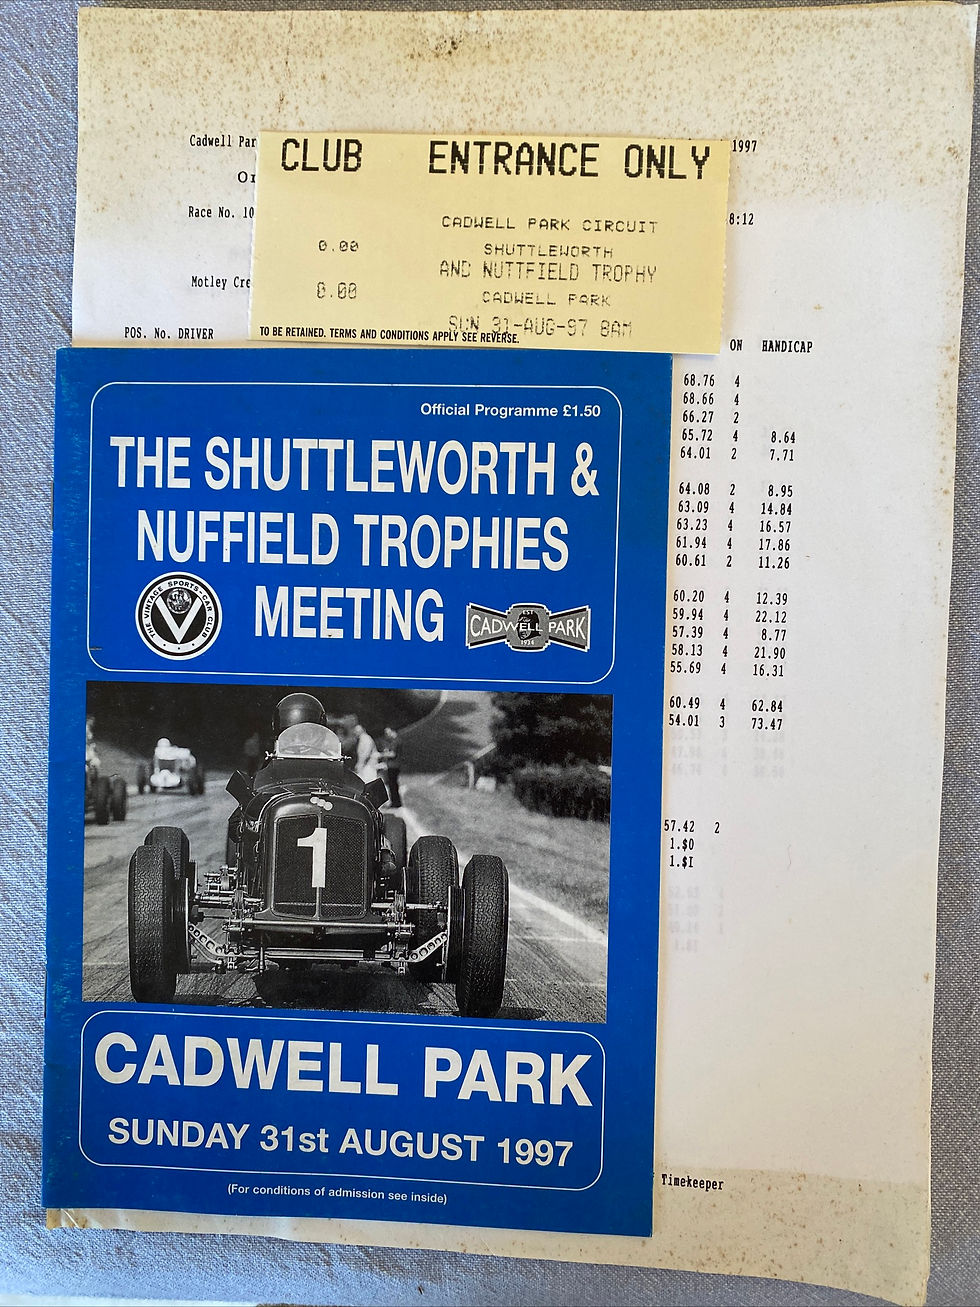 Cadwell Par
1997
Or
Race No. 10
8:12
Motley Cre
POS. No. DRIVER
ON HANDICAP
CLUB ENTRANCE ONLY
CADWELL PARK CIRCUIT
0.00 SHUTTLEWORTH
AND NUTTFIELD TROPHY
0.00 CADWELL PARK
SUN 31-AUG-97 8AM
TO BE RETAINED. TERMS AND CONDITIONS APPLY SEE REVERSE.
68.76 4
68.66 4
66.27 2
65.72 4 8.64
64.01 2 7.71
64.08 2 8.95
63.09 4 14.84
63.23 4 16.57
61.94 4 17.86
60.61 2 11.26
60.20 4 12.39
59.94 4 22.12
57.39 4 8.77
58.13 4 21.90
55.69 4 16.31
60.49 4 62.84
54.01 3 73.47
57.42 2
1.$0
1.$I
Timekeeper
Official Programme £1.50
THE SHUTTLEWORTH &
NUFFIELD TROPHIES
MEETING
THE VINTAGE SPORTS-CAR CLUB
V
EST
CADWELL PARK
1934
1
CADWELL PARK
SUNDAY 31st AUGUST 1997
(For conditions of admission see inside)